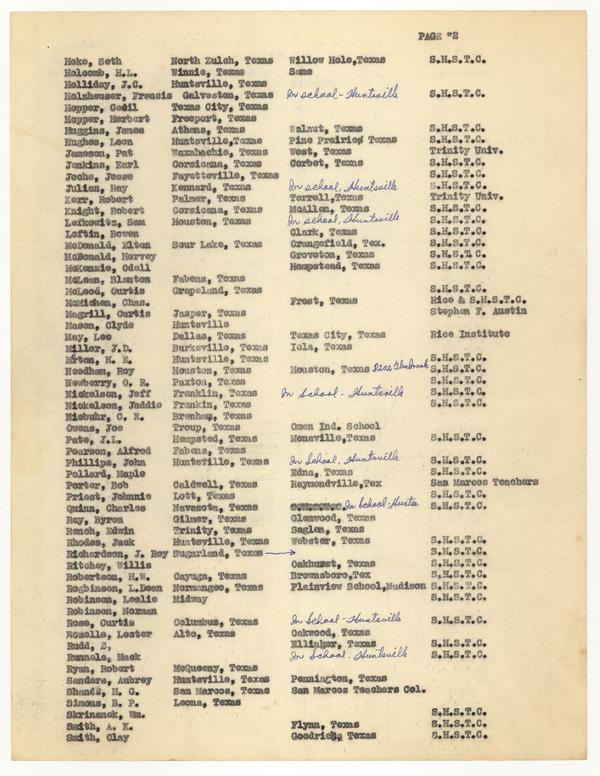 PAGE #2
Hoke, Seth North Zulch, Texas Willow Hole,Texas S.H.S.T.C.
Holcomb, H.L. Winnie, Texas Same
Holliday, J.C. Huntsville, Texas
Holzheuser, Francis Galveston, Texas In school - Huntsville S.H.S.T.C.
Hopper, Cecil Texas City, Texas
Hopper, Herbert Freeport, Texas
Huggins, James Athens, Texas Walnut, Texas S.H.S.T.C.
Hughes, Leon Huntsville,Texas Pine Prairied Texas S.H.S.T.C.
Jameson, Pat Waxahachie, Texas West, Texas Trinity Univ.
Jenkins, Earl Corsicana, Texas Corbet, Texas S.H.S.T.C.
Joche, Jesse Fayetteville, Texas S.H.S.T.C.
Julian, Ray Kennard, Texas In school, Huntsville S.H.S.T.C.
Kerr, Robert Palmer, Texas Terrell,Texas Trinity Univ.
Knight, Robert Corsicana, Texas McAllen, Texas S.H.S.T.C.
Lefkowitz, Sam Houston, Texas In school, Huntsville S.H.S.T.C.
Loftin, Bowen Clark, Texas S.H.S.T.C.
McDonald, Elton Sour Lake, Texas Orangefield, Tex. S.H.S.T.C.
McDonald, Harvey Groveton, Texas S.H.S.T.C.
McKenzie, Odell Hempstead, Texas S.H.S.T.C.
McLean, Blanton Fabens, Texas
McLeod, Curtis Grapeland, Texas S.H.S.T.C.
McMichen, Chas. Frost, Texas Rice & S.H.S.T.C.
Magrill, Curtis Jasper, Texas Stephen F. Austin
Mason, Clyde Huntsville
May, Lee Dallas, Texas Texas City, Texas Rice Institute
Miller, J.D. Burkeville, Texas Iola, Texas
H. E. Huntsville, Texas S.H.S.T.C.
Needham, Roy Houston, Texas Houston, Texas 8202 Glenbrook S.H.S.T.C.
Newberry, O. R. Paxton, Texas S.H.S.T.C.
Nickelson, Jeff Franklin, Texas In School - Huntsville S.H.S.T.C.
Nickelson, Jaddie Frankin, Texas S.H.S.T.C.
Niebuhr, C. E. Brenham, Texas
Owens, Joe Troup, Texas Omen Ind. School
Pate, J.L. Hempsted, Texas Monaville,Texas S.H.S.T.C.
Pearson, Alfred Fabens, Texas
Phillips, John Huntsville, Texas In School, Huntsville S.H.S.T.C.
Pollard, Maple Edna, Texas S.H.S.T.C.
Porter, Bob Caldwell, Texas Raymondville,Tex San Marcos Teachers
Priest, Johnnie Lott, Texas S.H.S.T.C.
Quinn, Charles Navasota, Texas In School - S.H.S.T.C.
Ray, Byron Gilmer, Texas Glenwood, Texas
Reach, Edwin Trinity, Texas Texas
Rhodes, Jack Huntsville, Texas Webster, Texas S.H.S.T.C.
Richardson, J. Roy Sugarland, Texas S.H.S.T.C.
Ritchey, Willis Oakhurst, Texas S.H.S.T.C.
Robertson, H.W. Cayuga, Texas Brownsboro,Tex S.H.S.T.C.
Robinson, L.Dean Normangee, Texas Plainview School,Madison S.H.S.T.C.
Robinson, Leslie Midway S.H.S.T.C.
Robinson, Norman
Rose, Curtis Columbus, Texas In School - Huntsville S.H.S.T.C.
Rozelle, Lester Alto, Texas Oakwood, Texas S.H.S.T.C.
Rudd, Ellinger, Texas S.H.S.T.C.
Runnels, Mack In School. Huntsville S.H.S.T.C.
Ryan, Robert McQueeny, Texas
Sanders, Aubrey Huntsville, Texas Pennington, Texas
H. G. San Marcos, Texas San Marcos Teachers Col.
Simons, B. P. Leona, Texas
Skrinanek, Wm. S.H.S.T.C.
Smith, A. K. Flynn, Texas S.H.S.T.C.
Smith, Clay Texas S.H.S.T.C.